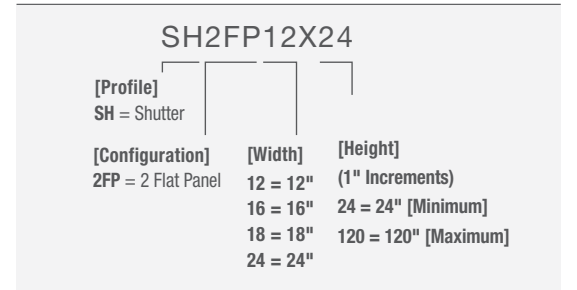 SH2FP12X24
[Profile]
SH = Shutter
[Configuration]
2FP = 2 Flat Panel
[Width]
12 = 12"
16 = 16"
18 = 18"
24 = 24"
[Height]
(1" Increments)
24 = 24" [Minimum]
120 = 120" [Maximum]